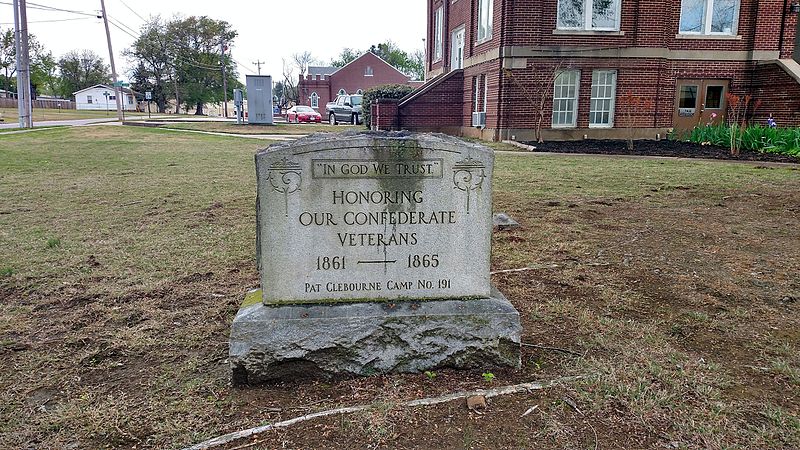 "IN GOD WE TRUST."
HONORING
OUR CONFEDERATE
VETERANS
1861 — 1865
PAT CLEBOURNE CAMP NO. 191